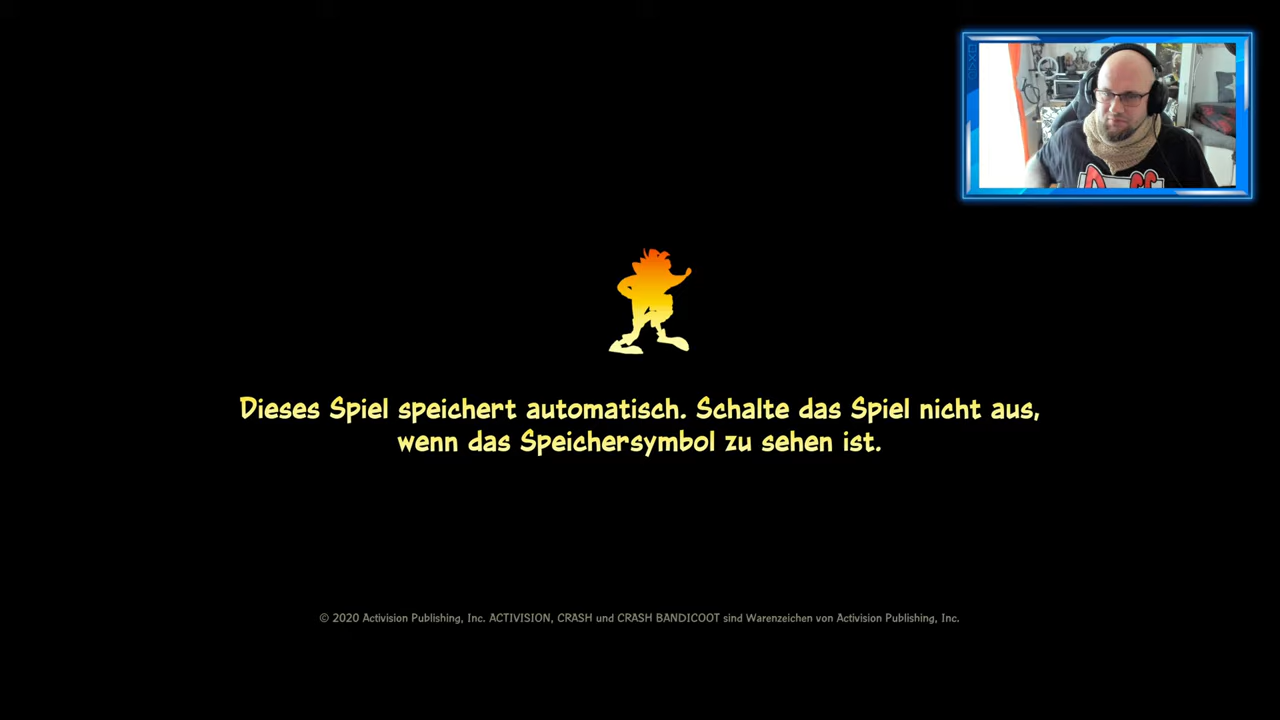 Dieses Spiel speichert automatisch. Schalte das Spiel nicht aus,
wenn das Speichersymbol zu sehen ist.
© 2020 Activision Publishing, Inc. ACTIVISION, CRASH und CRASH BANDICOOT sind Warenzeichen von Activision Publishing, Inc.